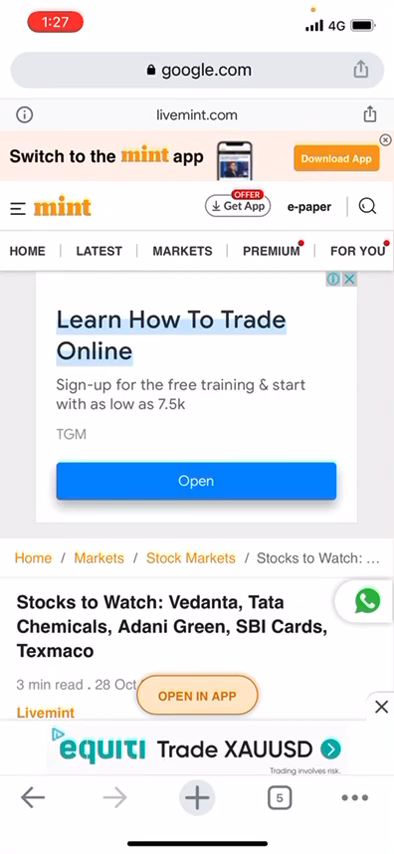 1:27
4G
google.com
livemint.com
Switch to the mint app
Download App
mint
OFFER
Get App
e-paper
HOME
LATEST
MARKETS
PREMIUM
FOR YOU
Learn How To Trade
Online
Sign-up for the free training & start
with as low as 7.5k
TGM
Open
Home / Markets / Stock Markets / Stocks to Watch: ...
Stocks to Watch: Vedanta, Tata
Chemicals, Adani Green, SBI Cards,
Texmaco
3 min read . 28 Oct
OPEN IN APP
Livemint
equiti Trade XAUUSD
Trading involves risk.
5